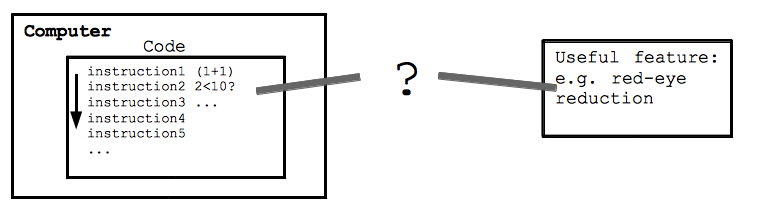 Computer
Code
instruction1 (1+1)
instruction2 2<10?
instruction3 ...
instruction4
instruction5
...
?
Useful feature:
e.g. red-eye
reduction